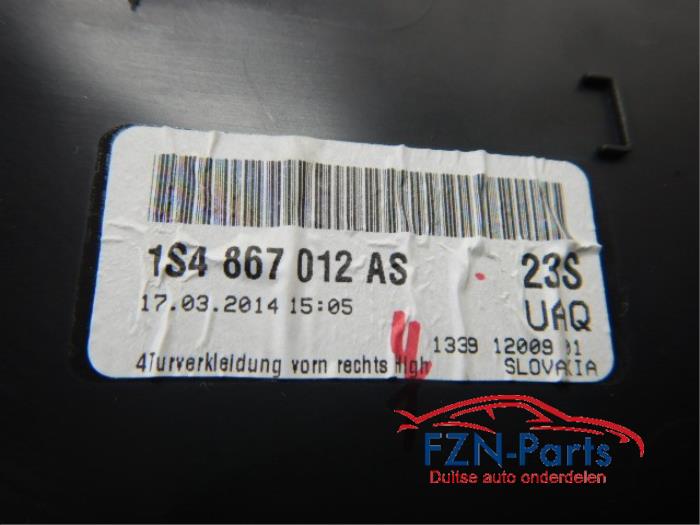 1S4 867 012 AS 23S
17.03.2014 15:05 UAQ
1339 12009 01
4Turverkleidung vorn rechts High SLOVAKIA
FZN-Parts
Duitse auto onderdelen